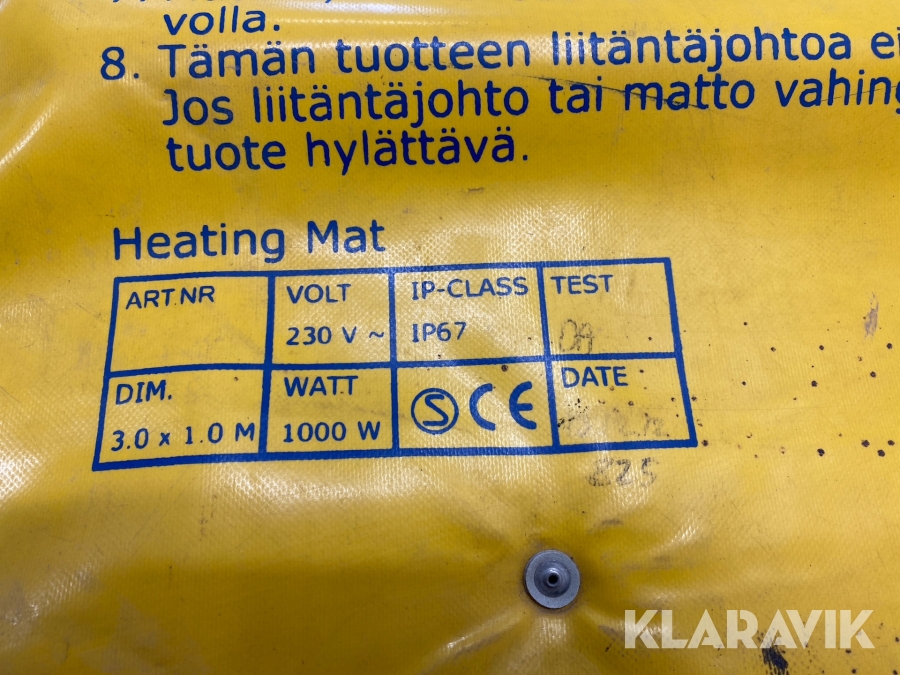 volla.
8. Tämän tuotteen liitäntäjohtoa ei
Jos liitäntäjohto tai matto vahing
tuote hylättävä.
Heating Mat
ART.NR
VOLT
230 V ~
IP-CLASS
IP67
TEST
DIM.
3.0 x 1.0 M
WATT
1000 W
S CE
DATE
KLARAVIK